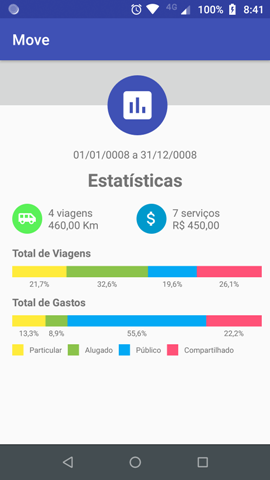 4G 100% 8:41
Move
01/01/0008 a 31/12/0008
Estatísticas
4 viagens
460,00 Km
7 serviços
R$ 450,00
Total de Viagens
21,7% 32,6% 19,6% 26,1%
Total de Gastos
13,3% 8,9% 55,6% 22,2%
Particular Alugado Público Compartilhado